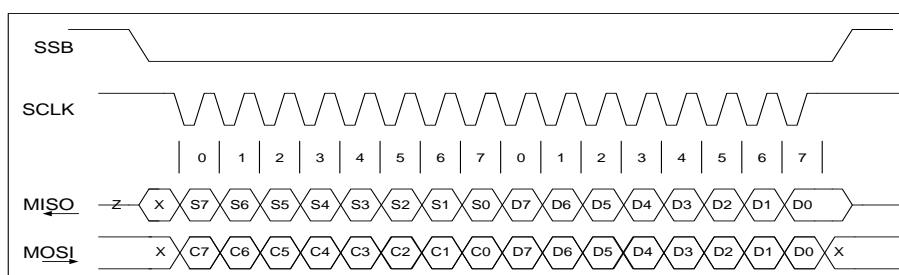 SSB
SCLK
0 1 2 3 4 5 6 7 0 1 2 3 4 5 6 7
MISO Z X S7 S6 S5 S4 S3 S2 S1 S0 D7 D6 D5 D4 D3 D2 D1 D0
MOSI X C7 C6 C5 C4 C3 C2 C1 C0 D7 D6 D5 D4 D3 D2 D1 D0 X